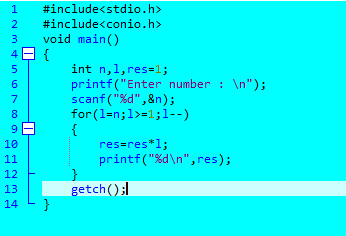 1 #include<stdio.h>
2 #include<conio.h>
3 void main()
4 {
5 int n,l,res=1;
6 printf("Enter number : \n");
7 scanf("%d",&n);
8 for(l=n;l>=1;l--)
9 {
10 res=res*l;
11 printf("%d\n",res);
12 }
13 getch();
14 }